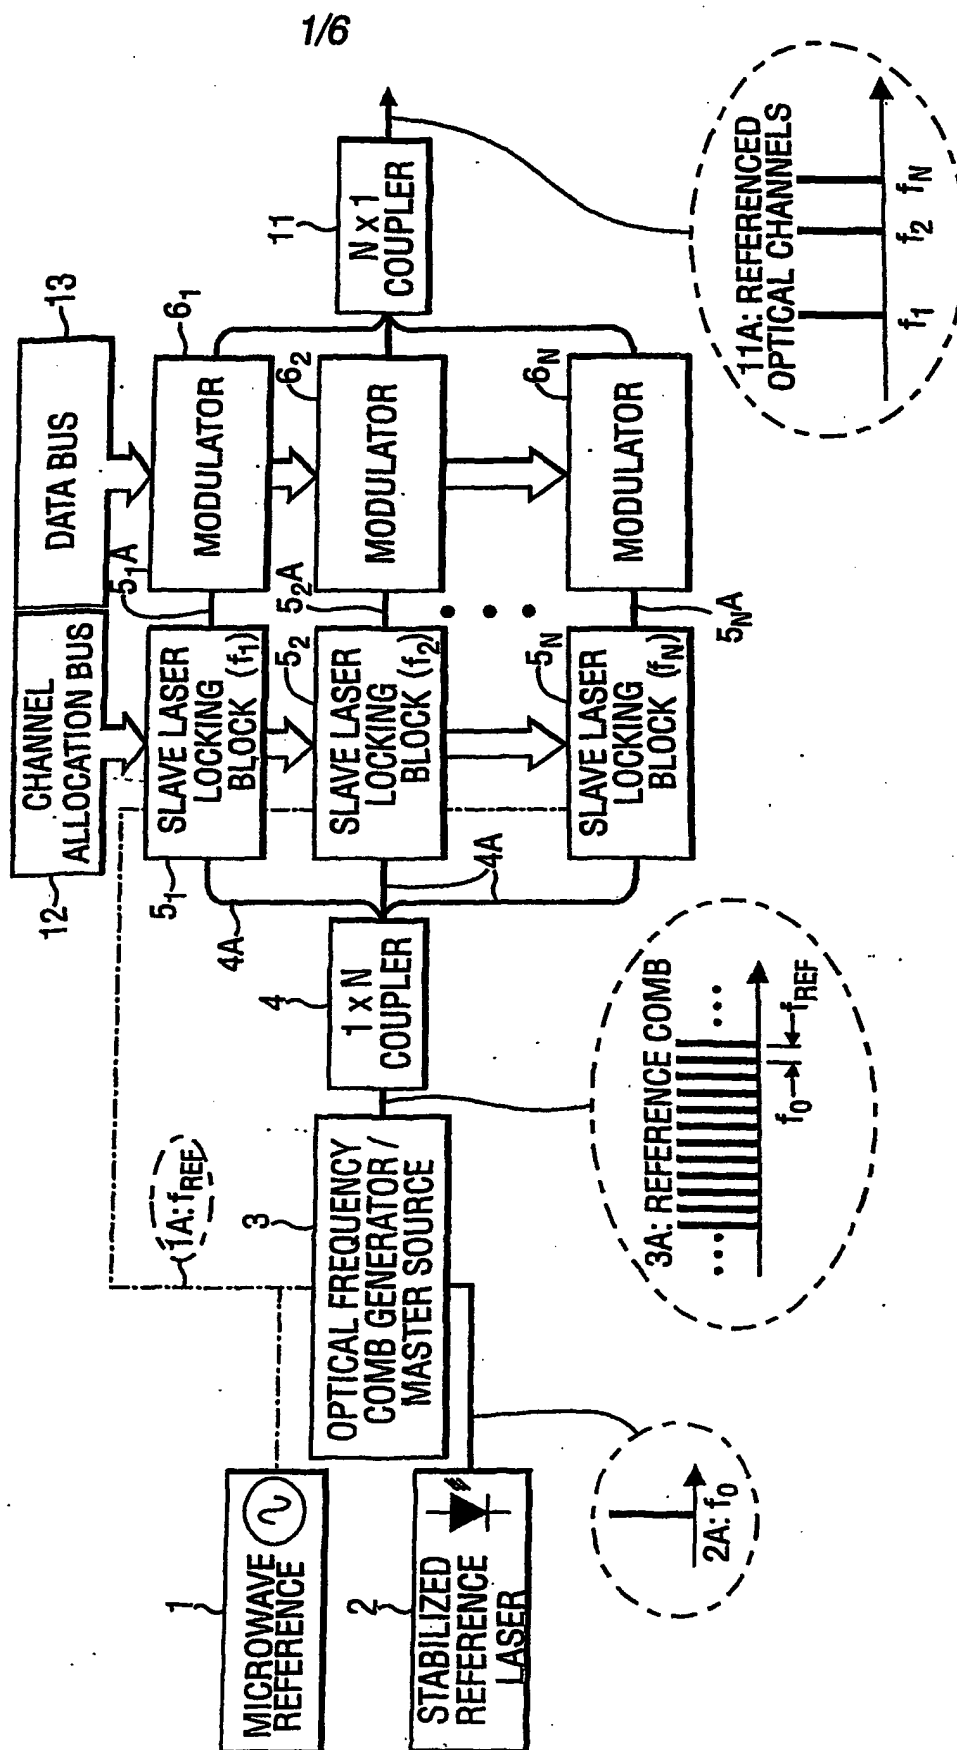 1/6
1
MICROWAVE
REFERENCE
2
STABILIZED
REFERENCE
LASER
2A: f0
1A: fREF
3
OPTICAL FREQUENCY
COMB GENERATOR /
MASTER SOURCE
3A: REFERENCE COMB
f0
fREF
4
1 x N
COUPLER
4A
4A
12
CHANNEL
ALLOCATION BUS
13
DATA BUS
51
SLAVE LASER
LOCKING
BLOCK (f1)
51A
61
MODULATOR
52
SLAVE LASER
LOCKING
BLOCK (f2)
52A
62
MODULATOR
5N
SLAVE LASER
LOCKING
BLOCK (fN)
5NA
6N
MODULATOR
11
N x 1
COUPLER
11A: REFERENCED
OPTICAL CHANNELS
f1
f2
fN